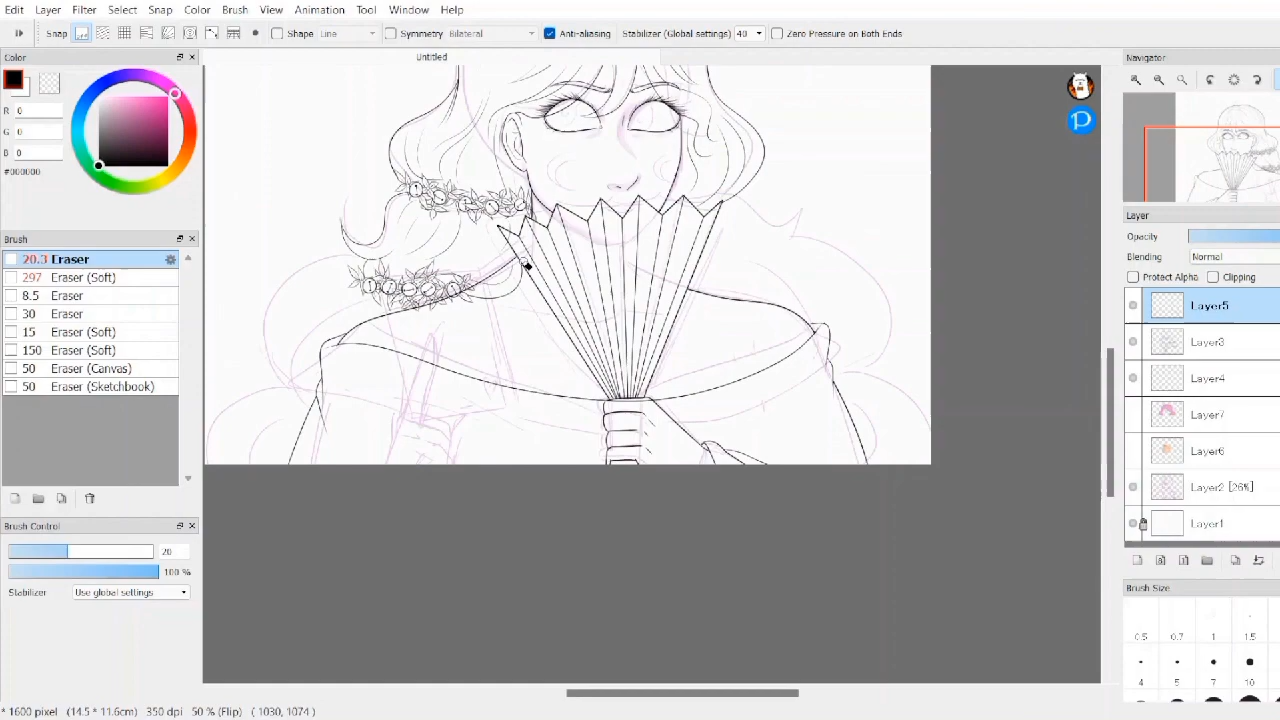 Edit Layer Filter Select Snap Brush View Animation Tool Window Help
Snap Shape Line Symmetry Bilateral Anti-aliasing Stabilizer (Global settings) 40 Zero Pressure on Both Ends
Color Untitled Navigator
R 0
G 0
B 0
#000000
Layer
Opacity
Brush
Blending Normal
20.3 Eraser
Protect Alpha Clipping
297 Eraser (Soft)
8.5 Eraser
Layer5
30 Eraser
15 Eraser (Soft)
Layer3
150 Eraser (Soft)
50 Eraser (Canvas)
Layer4
50 Eraser (Sketchbook)
Layer7
Layer6
Layer2 [26%]
Layer1
Brush Control
20
100 %
Stabilizer Use global settings
Brush Size
0.5 0.7 1 1.5
4 5 7 10
* 1600 pixel (14.5 * 11.6cm) 350 dpi 50 % (Flip) ( 1030, 1074 )